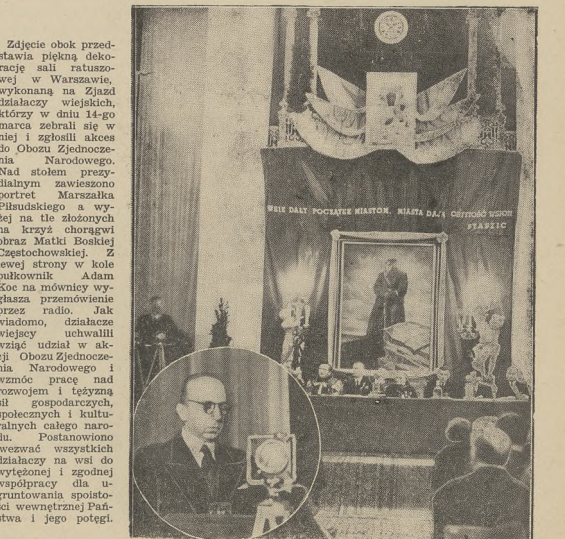 Zdjęcie obok przed-
stawia piękną deko-
rację sali ratuszo-
wej w Warszawie,
wykonaną na Zjazd
działaczy wiejskich,
którzy w dniu 14-go
marca zebrali się w
niej i zgłosili akces
do Obozu Zjednocze-
nia Narodowego.
Nad stołem prezy-
dialnym zawieszono
portret Marszałka
Piłsudskiego a wy-
żej na tle złożonych
na krzyż chorągwi
obraz Matki Boskiej
Częstochowskiej. Z
lewej strony w kole
pułkownik Adam
Koc na mównicy wy-
głasza przemówienie
przez radio. Jak
wiadomo, działacze
wiejscy uchwalili
wziąć udział w ak-
cji Obozu Zjednocze-
nia Narodowego i
wzmóc pracę nad
rozwojem i tężyzną
sił gospodarczych,
społecznych i kultu-
ralnych całego naro-
du. Postanowiono
wezwać wszystkich
działaczy na wsi do
wytężonej i zgodnej
współpracy dla u-
gruntowania spoisto-
ści wewnętrznej Pań-
stwa i jego potęgi.
WSIE DAŁY POCZĄTEK MIASTOM, MIASTA DAJĄ WSIOM
STASZIC